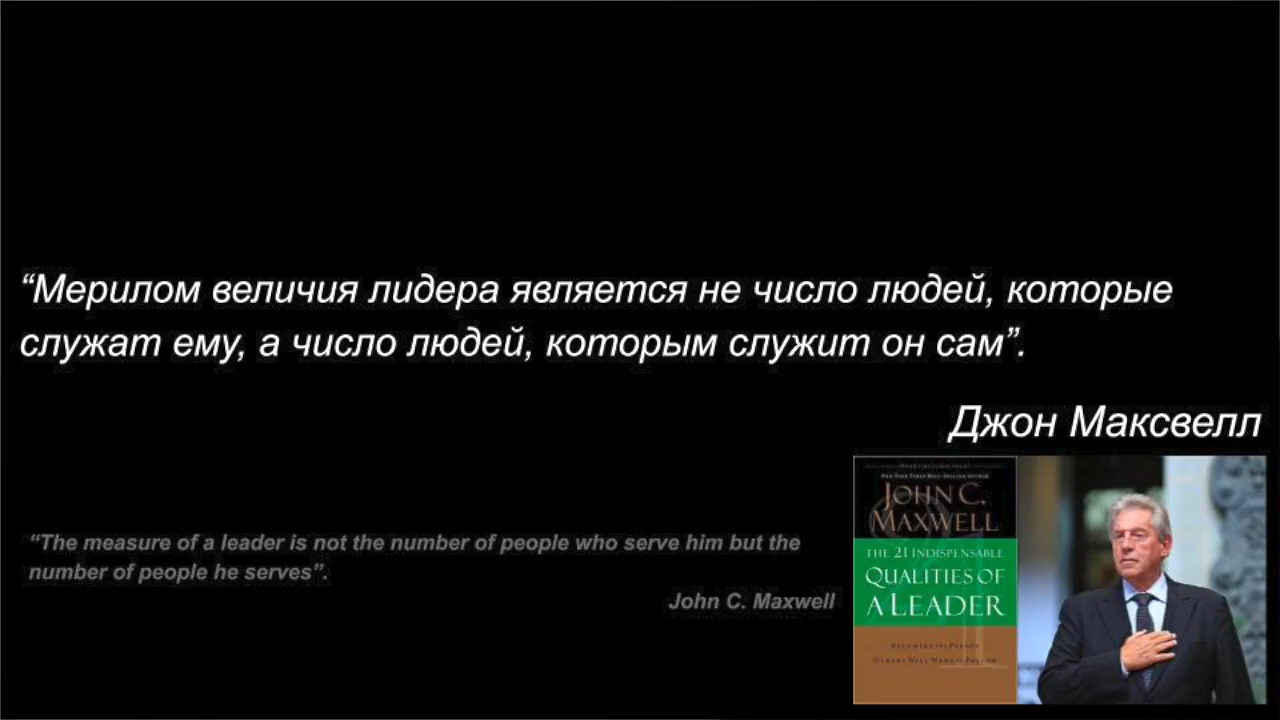 “Мерилом величия лидера является не число людей, которые
служат ему, а число людей, которым служит он сам”.
Джон Максвелл
“The measure of a leader is not the number of people who serve him but the
number of people he serves”.
John C. Maxwell
JOHN C.
MAXWELL
THE 21 INDISPENSABLE
QUALITIES OF
A LEADER